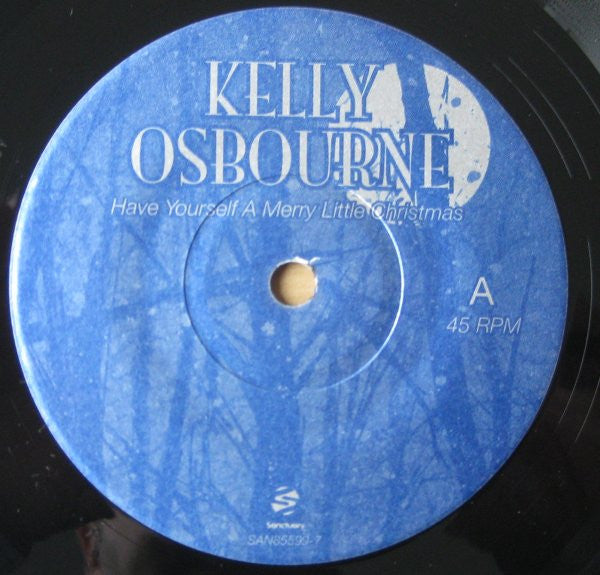 KELLY
OSBOURNE
Have Yourself A Merry Little Christmas
A
45 RPM
Sanctuary
SAN85590-7